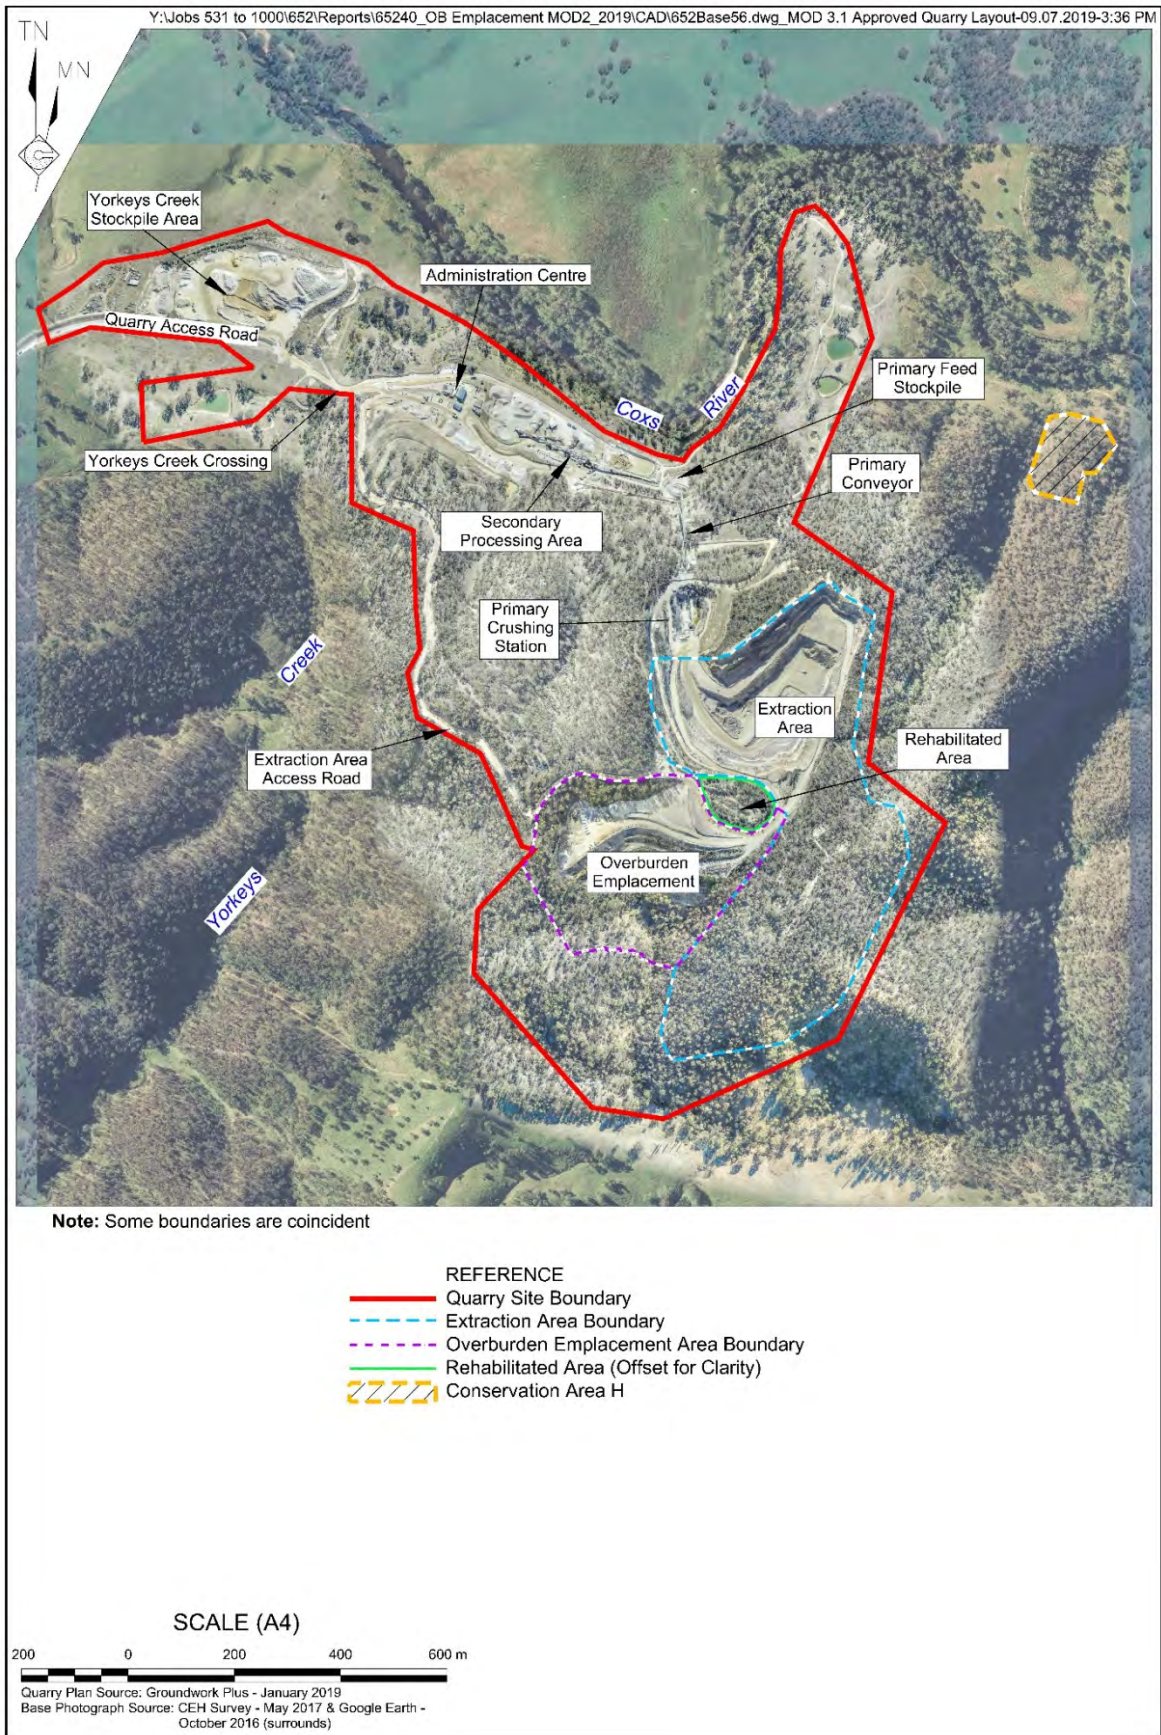 Y:\Jobs 531 to 1000\652\Reports\65240_OB Emplacement MOD2_2019\CAD\652Base56.dwg_MOD 3.1 Approved Quarry Layout-09.07.2019-3:36 PM
TN
MN
Yorkeys Creek
Stockpile Area
Administration Centre
Quarry Access Road
Primary Feed
Stockpile
Coxs
River
Yorkeys Creek Crossing
Primary
Conveyor
Secondary
Processing Area
Primary
Crushing
Station
Creek
Extraction
Area
Rehabilitated
Area
Extraction Area
Access Road
Overburden
Emplacement
Yorkeys
Note: Some boundaries are coincident
REFERENCE
Quarry Site Boundary
Extraction Area Boundary
Overburden Emplacement Area Boundary
Rehabilitated Area (Offset for Clarity)
Conservation Area H
SCALE (A4)
200 0 200 400 600 m
Quarry Plan Source: Groundwork Plus - January 2019
Base Photograph Source: CEH Survey - May 2017 & Google Earth -
October 2016 (surrounds)